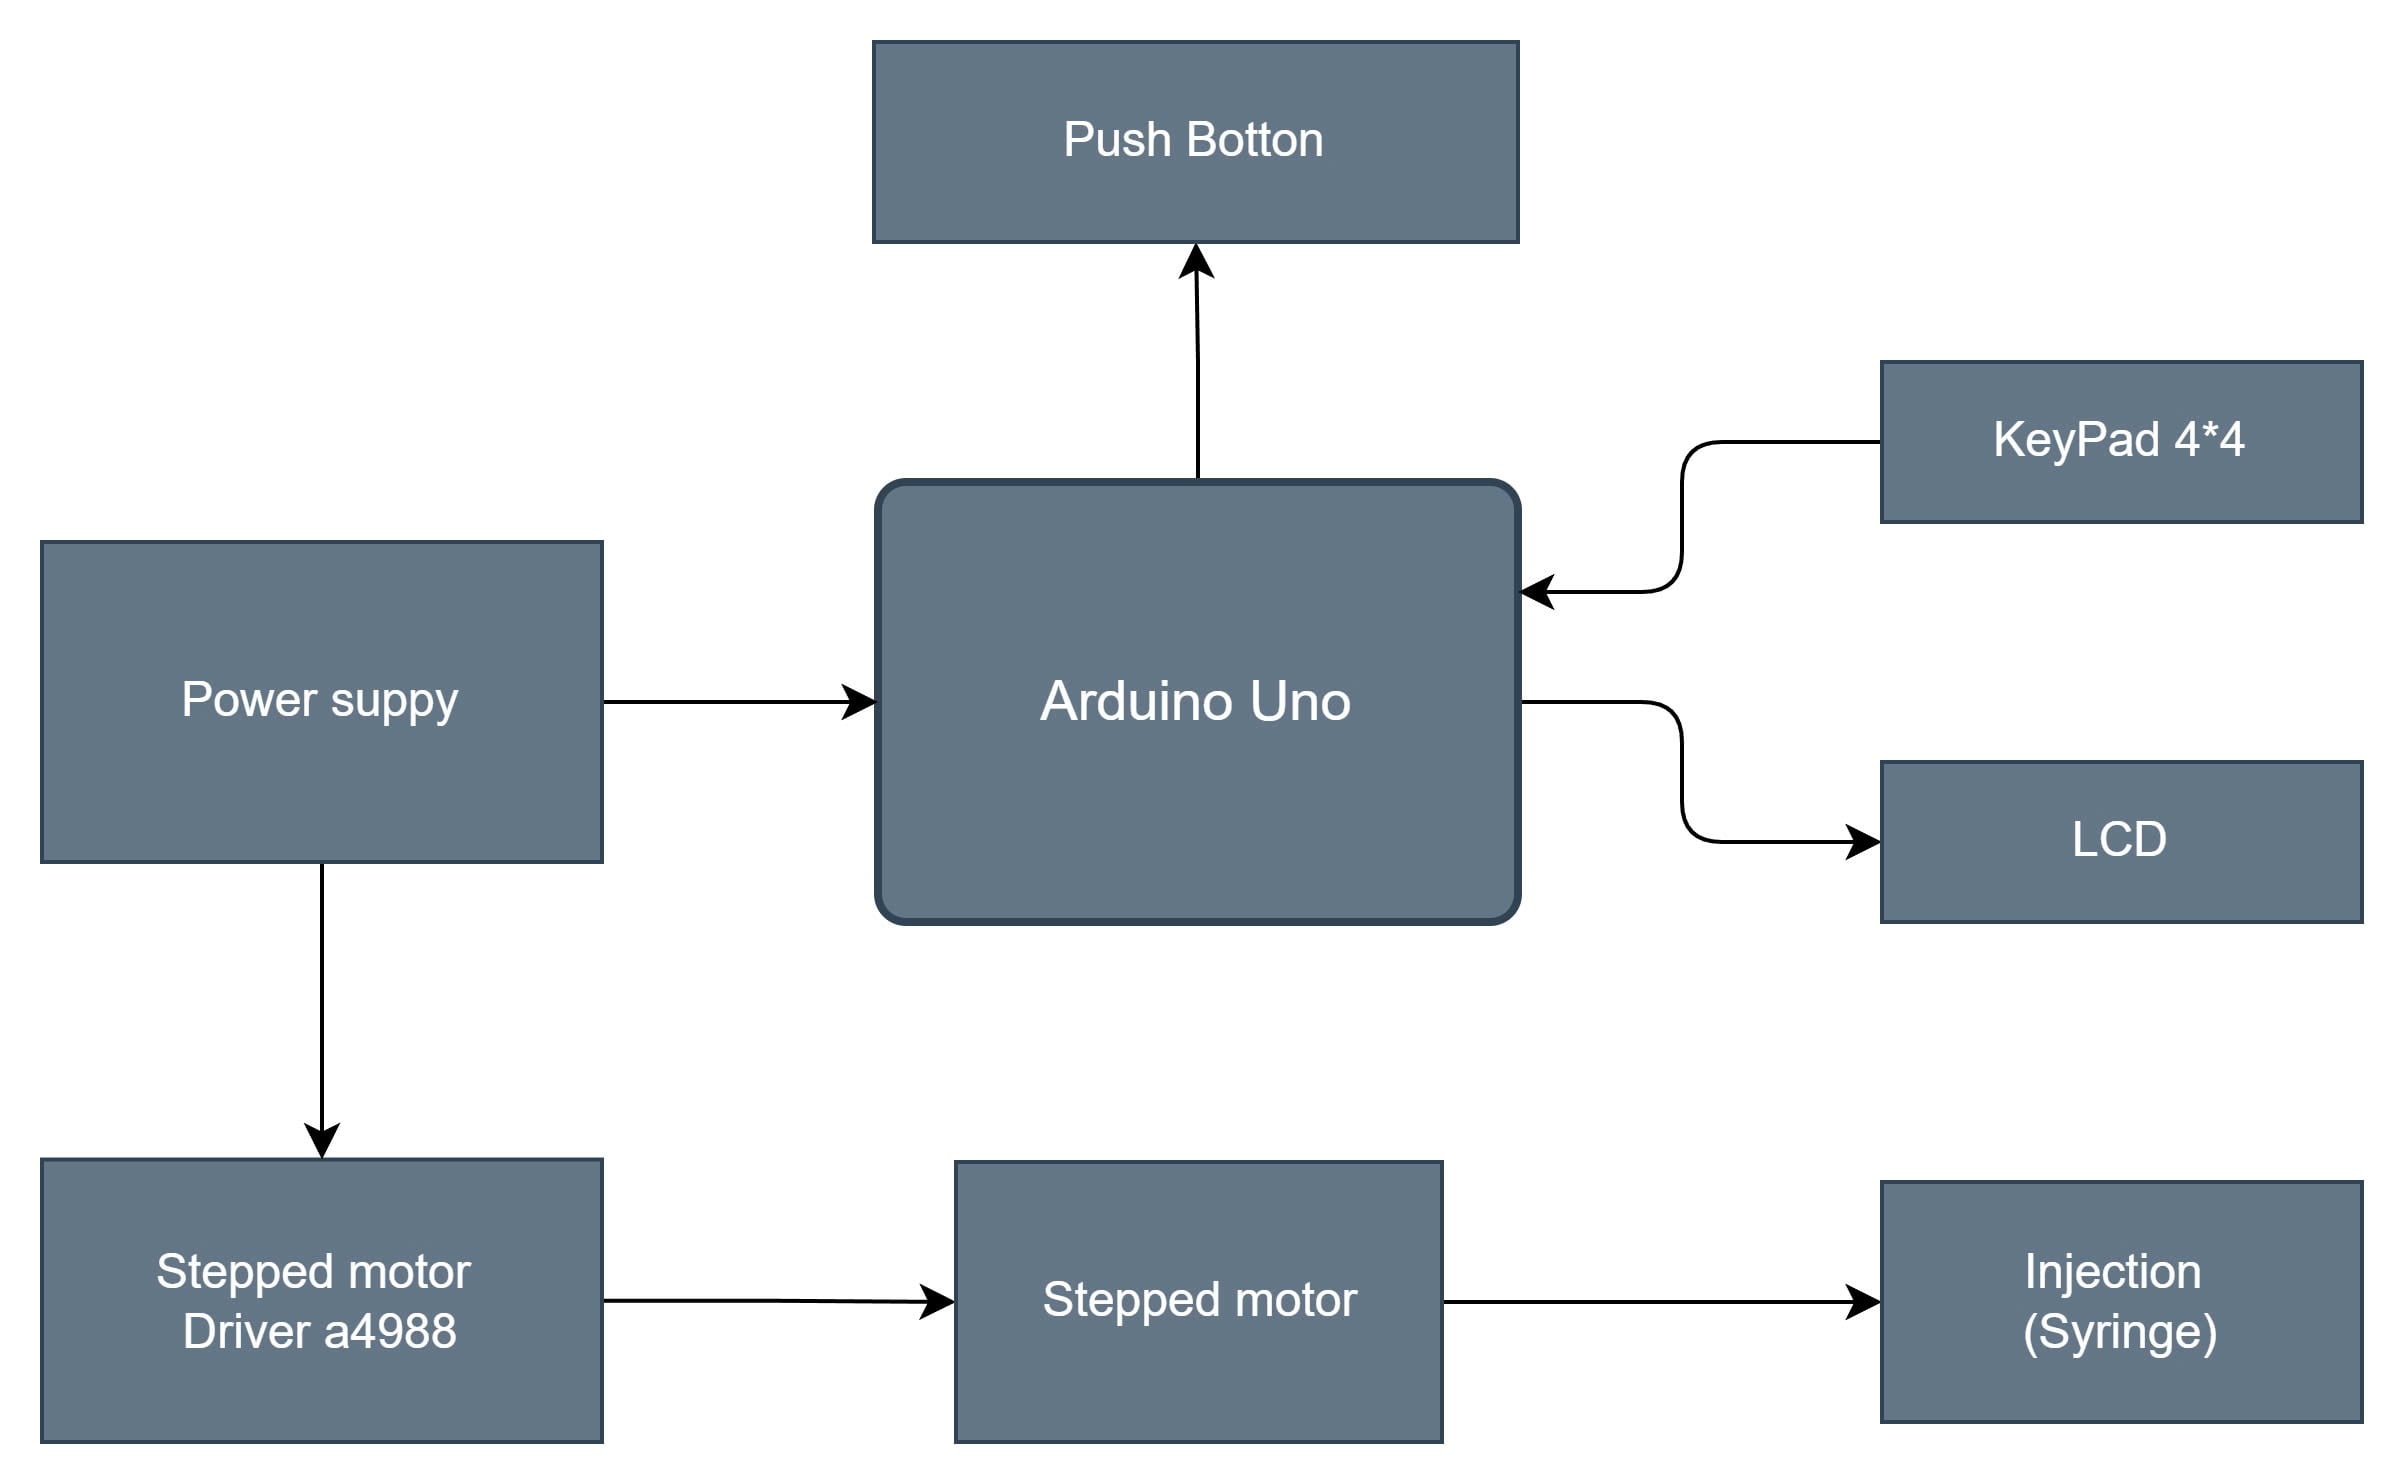 Push Botton
KeyPad 4*4
Power suppy
Arduino Uno
LCD
Stepped motor
Driver a4988
Stepped motor
Injection
(Syringe)